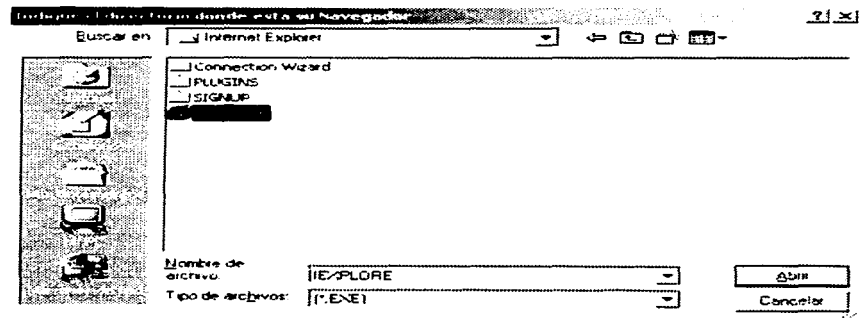 Indique el directorio donde esta su Navegador
Buscar en Internet Explorer
Connection Wizard
PLUGINS
SIGNUP
Nombre de archivo: IEXPLORE
Abrir
Tipo de archivos: (*.EXE)
Cancelar